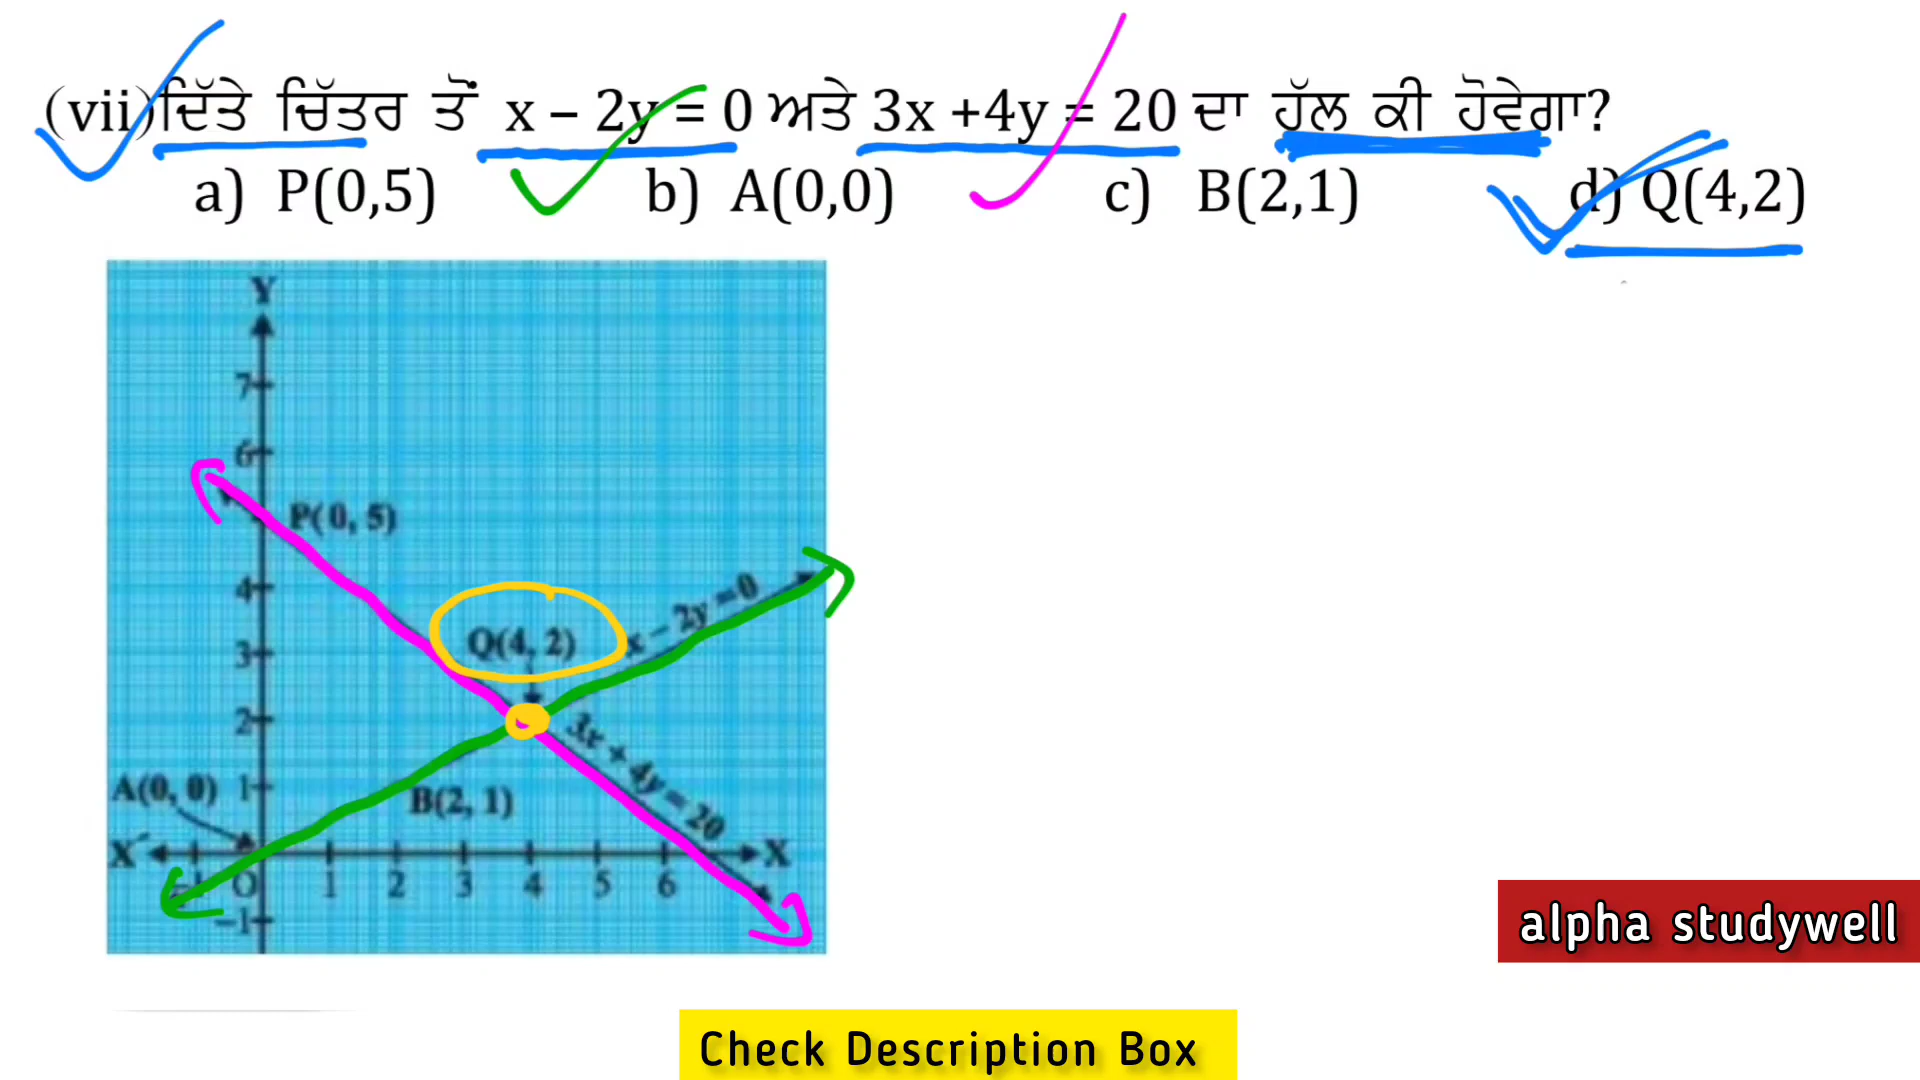 (vii)ਦਿੱਤੇ ਚਿੱਤਰ ਤੋਂ x – 2y = 0 ਅਤੇ 3x +4y = 20 ਦਾ ਹੱਲ ਕੀ ਹੋਵੇਗਾ?
a) P(0,5) b) A(0,0) c) B(2,1) d) Q(4,2)
Y
7
6
P(0, 5)
4
x – 2y = 0
3
Q(4, 2)
2
3x + 4y = 20
A(0, 0)
1
B(2, 1)
X´
X
–1 O 1 2 3 4 5 6
–1
alpha studywell
Check Description Box